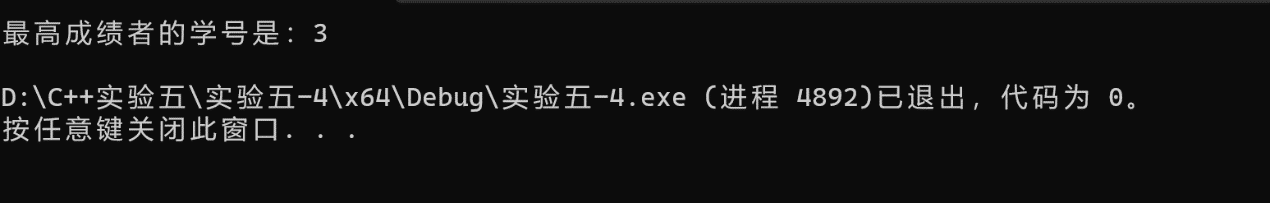 最高成绩者的学号是：3
D:\C++实验五\实验五-4\x64\Debug\实验五-4.exe (进程 4892)已退出，代码为 0。
按任意键关闭此窗口. . .